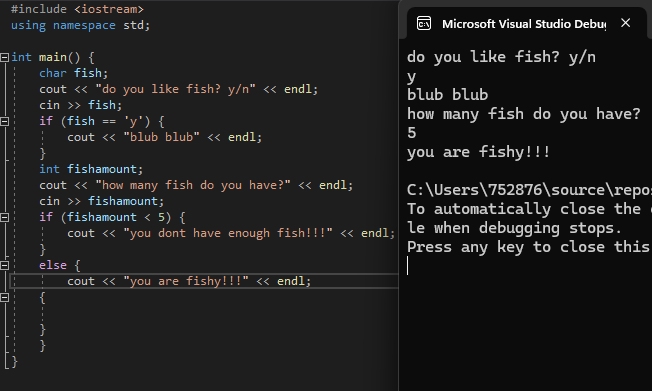 #include <iostream>
using namespace std;
int main() {
char fish;
cout << "do you like fish? y/n" << endl;
cin >> fish;
if (fish == 'y') {
cout << "blub blub" << endl;
}
int fishamount;
cout << "how many fish do you have?" << endl;
cin >> fishamount;
if (fishamount < 5) {
cout << "you dont have enough fish!!!" << endl;
}
else {
cout << "you are fishy!!!" << endl;
{
}
}
}
Microsoft Visual Studio Debug
do you like fish? y/n
y
blub blub
how many fish do you have?
5
you are fishy!!!
C:\Users\752876\source\repos
To automatically close the
le when debugging stops.
Press any key to close this